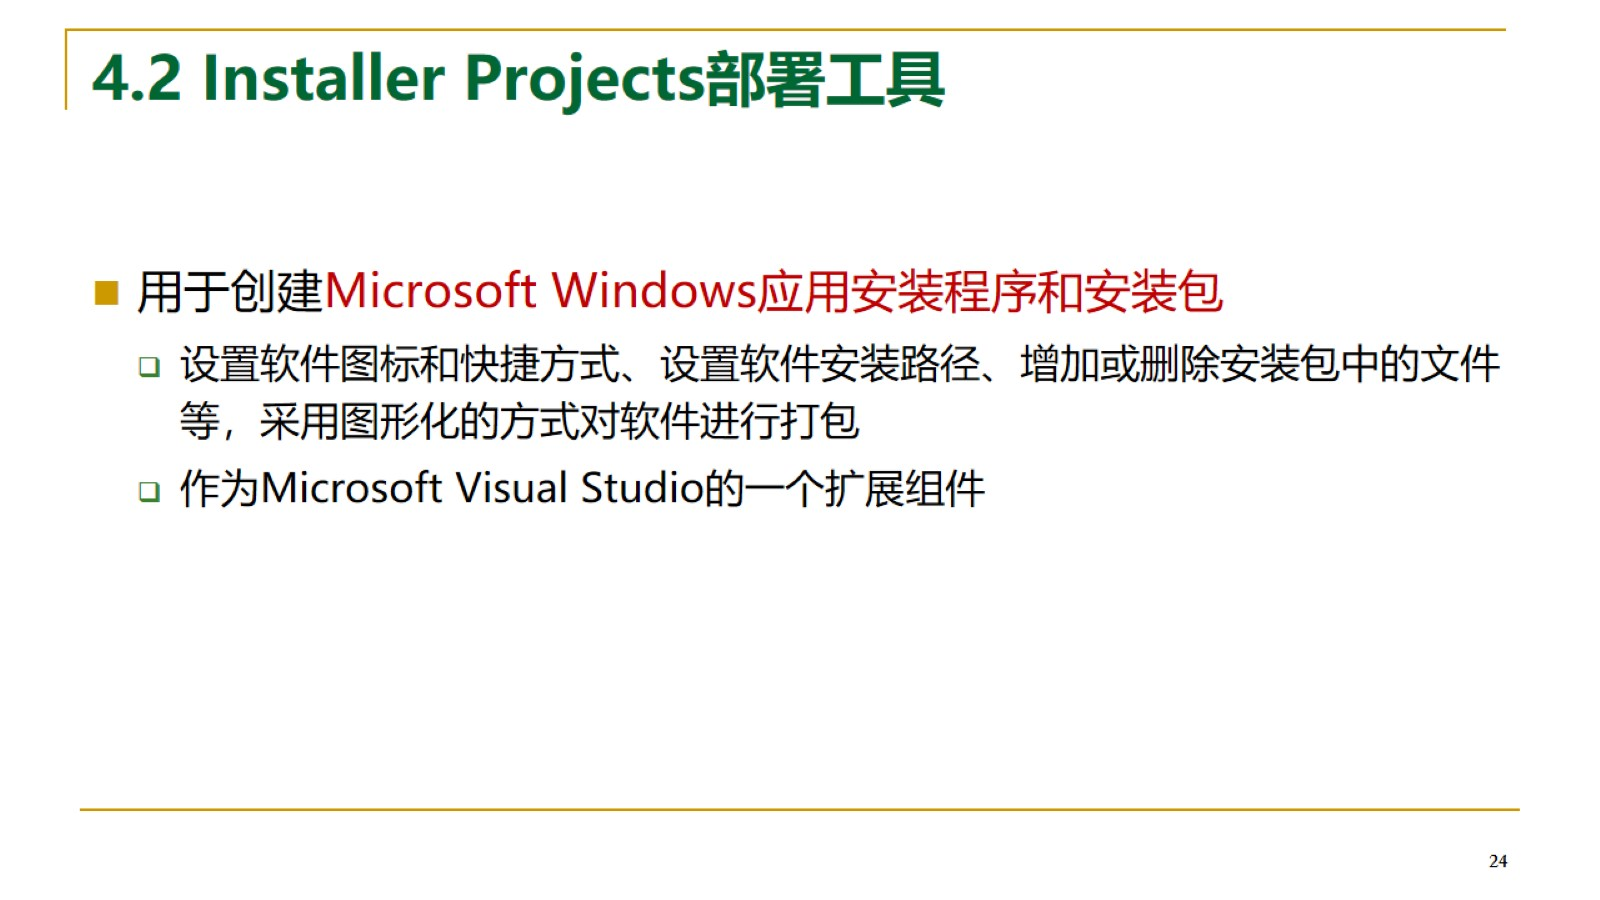 4.2 Installer Projects部署工具
用于创建Microsoft Windows应用安装程序和安装包
设置软件图标和快捷方式、设置软件安装路径、增加或删除安装包中的文件
等，采用图形化的方式对软件进行打包
作为Microsoft Visual Studio的一个扩展组件
24